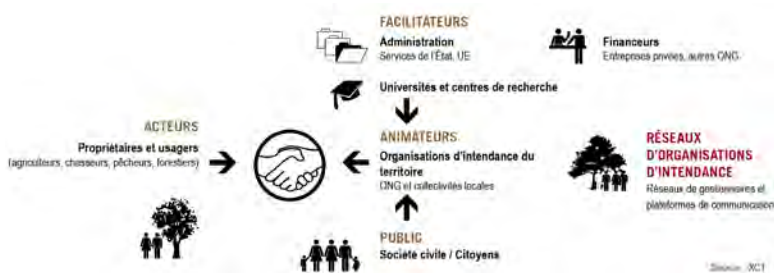 FACILITATEURS
Administration
Services de l'État, UE
Financeurs
Entreprises privées, autres ONG
Universités et centres de recherche
ACTEURS
Propriétaires et usagers
(agriculteurs, chasseurs, pêcheurs, forestiers)
ANIMATEURS
Organisations d'intendance du
territoire
ONG et collectivités locales
RÉSEAUX
D'ORGANISATIONS
D'INTENDANCE
Réseaux de gestionnaires et
plateformes de communication
PUBLIC
Société civile / Citoyens
Source : XCT